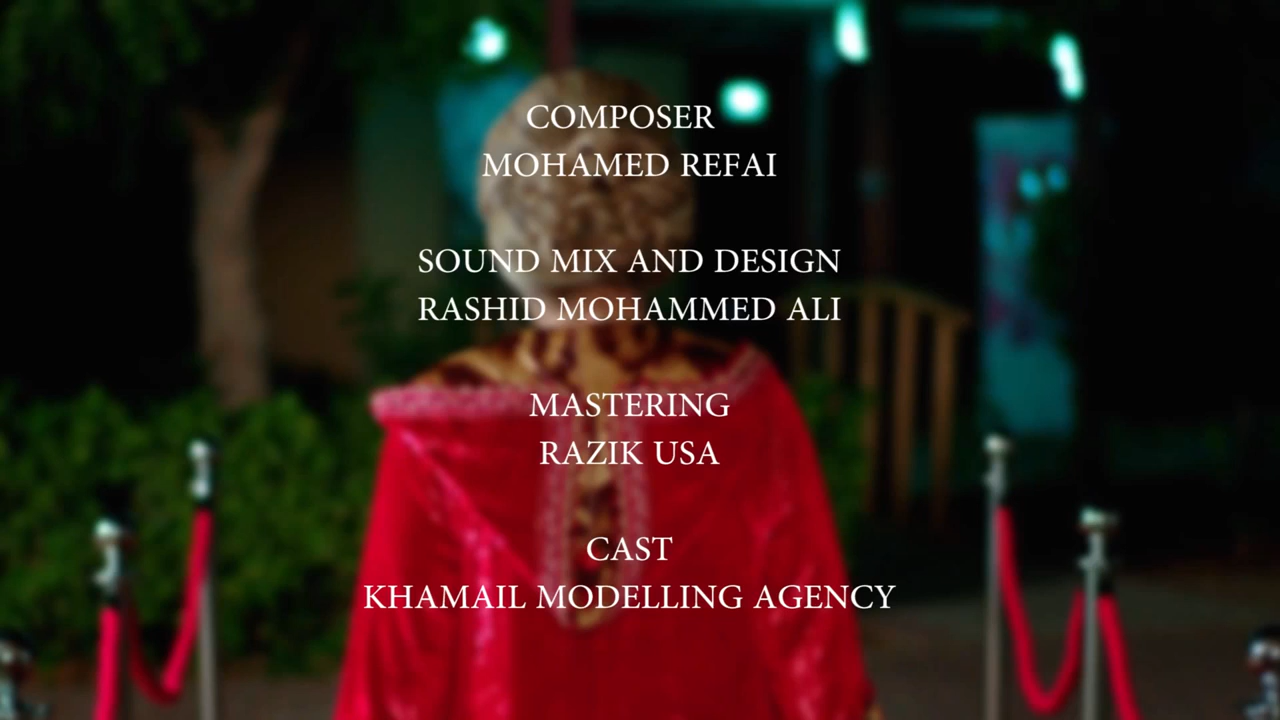 COMPOSER
MOHAMED REFAI
SOUND MIX AND DESIGN
RASHID MOHAMMED ALI
MASTERING
RAZIK USA
CAST
KHAMAIL MODELLING AGENCY